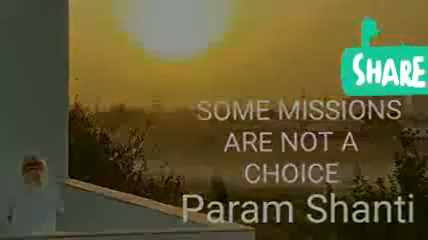 SHARE
SOME MISSIONS
ARE NOT A
CHOICE
Param Shanti